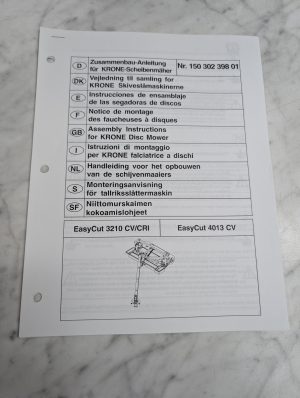 D
Zusammenbau-Anleitung
für KRONE-Scheibenmäher
Nr. 150 302 398 01
DK
Vejledning til samling for
KRONE Skiveslåmaskinerne
E
Instrucciones de ensamblaje
de las segadoras de discos
F
Notice de montage
des faucheuses à disques
GB
Assembly Instructions
for KRONE Disc Mower
I
Istruzioni di montaggio
per KRONE falciatrice a dischi
NL
Handleiding voor het opbouwen
van de schijvenmaaiers
S
Monteringsanvisning
för tallriksslåttermaskin
SF
Niittomurskaimen
kokoamislohjeet
EasyCut 3210 CV/CRI
EasyCut 4013 CV